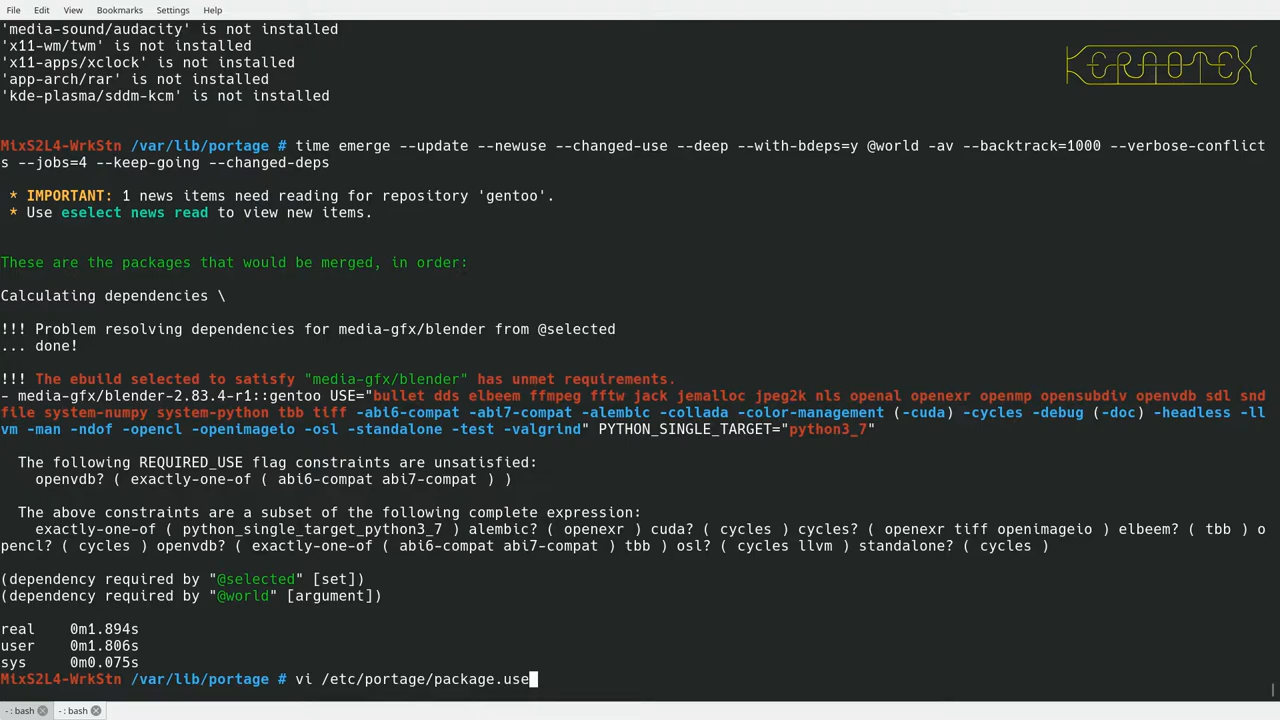 File Edit View Bookmarks Settings Help
'media-sound/audacity' is not installed
'x11-wm/twm' is not installed
'x11-apps/xclock' is not installed
'app-arch/rar' is not installed
'kde-plasma/sddm-kcm' is not installed
KERAOTEX
MixS2L4-WrkStn /var/lib/portage # time emerge --update --newuse --changed-use --deep --with-bdeps=y @world -av --backtrack=1000 --verbose-conflict
s --jobs=4 --keep-going --changed-deps
* IMPORTANT: 1 news items need reading for repository 'gentoo'.
* Use eselect news read to view new items.
These are the packages that would be merged, in order:
Calculating dependencies \
!!! Problem resolving dependencies for media-gfx/blender from @selected
... done!
!!! The ebuild selected to satisfy "media-gfx/blender" has unmet requirements.
- media-gfx/blender-2.83.4-r1::gentoo USE="bullet dds elbeem ffmpeg fftw jack jemalloc jpeg2k nls openal openexr openmp opensubdiv openvdb sdl snd
file system-numpy system-python tbb tiff -abi6-compat -abi7-compat -alembic -collada -color-management (-cuda) -cycles -debug (-doc) -headless -ll
vm -man -ndof -opencl -openimageio -osl -standalone -test -valgrind" PYTHON_SINGLE_TARGET="python3_7"
The following REQUIRED_USE flag constraints are unsatisfied:
openvdb? ( exactly-one-of ( abi6-compat abi7-compat ) )
The above constraints are a subset of the following complete expression:
exactly-one-of ( python_single_target_python3_7 ) alembic? ( openexr ) cuda? ( cycles ) cycles? ( openexr tiff openimageio ) elbeem? ( tbb ) o
pencl? ( cycles ) openvdb? ( exactly-one-of ( abi6-compat abi7-compat ) tbb ) osl? ( cycles llvm ) standalone? ( cycles )
(dependency required by "@selected" [set])
(dependency required by "@world" [argument])
real 0m1.894s
user 0m1.806s
sys 0m0.075s
MixS2L4-WrkStn /var/lib/portage # vi /etc/portage/package.use
- : bash - : bash